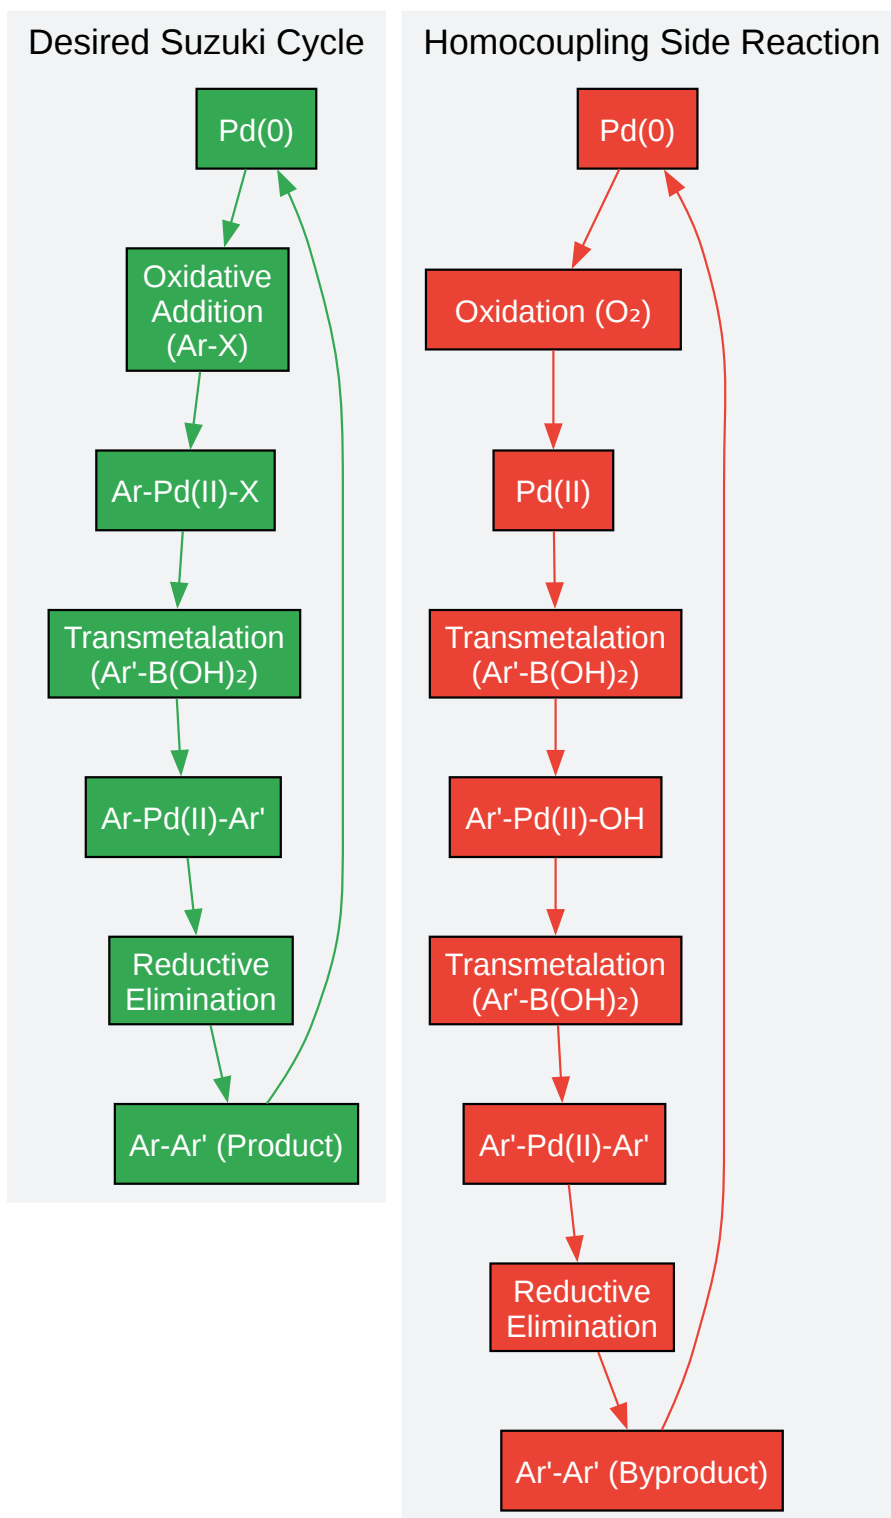 Desired Suzuki Cycle
Pd(0)
Oxidative
Addition
(Ar-X)
Ar-Pd(II)-X
Transmetalation
(Ar'-B(OH)₂)
Ar-Pd(II)-Ar'
Reductive
Elimination
Ar-Ar' (Product)
Homocoupling Side Reaction
Pd(0)
Oxidation (O₂)
Pd(II)
Transmetalation
(Ar'-B(OH)₂)
Ar'-Pd(II)-OH
Transmetalation
(Ar'-B(OH)₂)
Ar'-Pd(II)-Ar'
Reductive
Elimination
Ar'-Ar' (Byproduct)